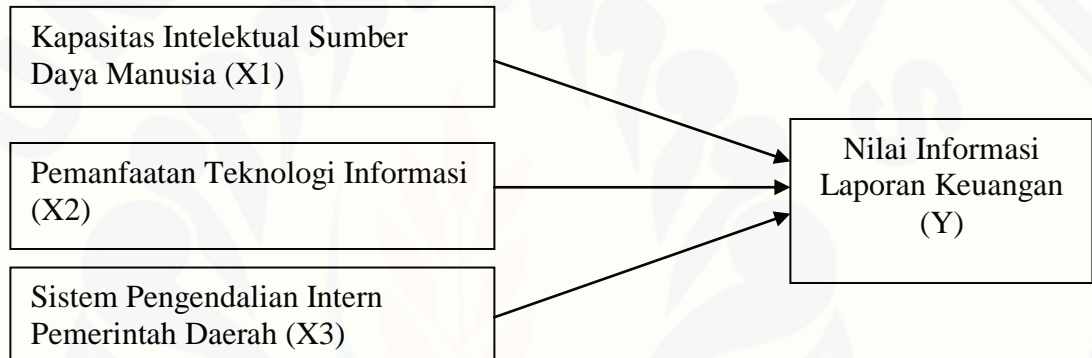 Kapasitas Intelektual Sumber
Daya Manusia (X1)
Pemanfaatan Teknologi Informasi
(X2)
Sistem Pengendalian Intern
Pemerintah Daerah (X3)
Nilai Informasi
Laporan Keuangan
(Y)